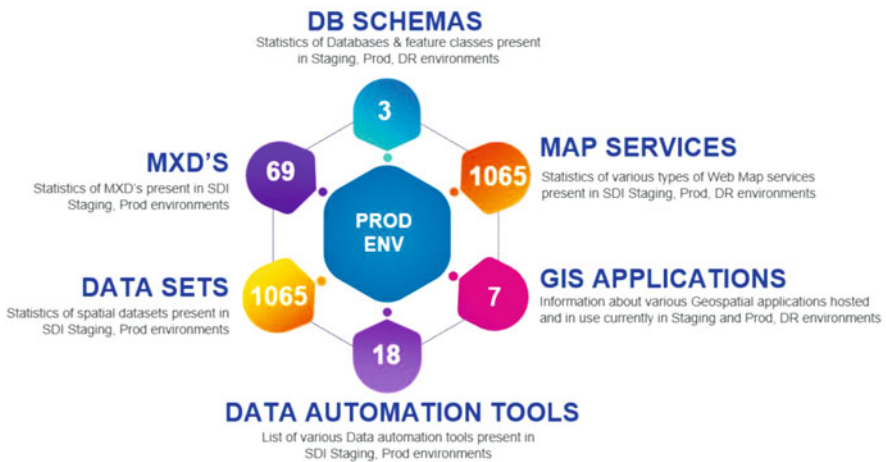 DB SCHEMAS
Statistics of Databases & feature classes present
in Staging, Prod, DR environments
3
MXD'S
Statistics of MXD's present in SDI
Staging, Prod environments
69
MAP SERVICES
Statistics of various types of Web Map services
present in SDI Staging, Prod, DR environments
1065
PROD
ENV
DATA SETS
Statistics of spatial datasets present in
SDI Staging, Prod environments
1065
GIS APPLICATIONS
Information about various Geospatial applications hosted
and in use currently in Staging and Prod, DR environments
7
18
DATA AUTOMATION TOOLS
List of various Data automation tools present in
SDI Staging, Prod environments